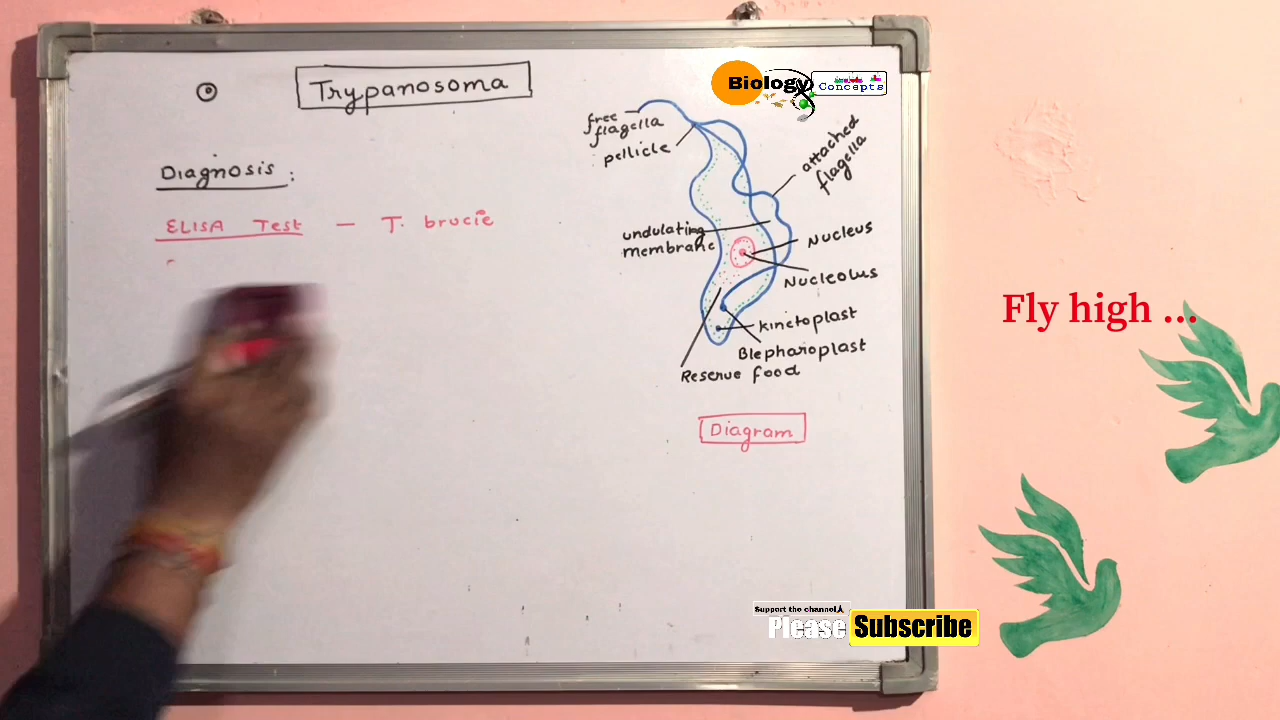 Trypanosoma
Biology
Concepts
free
flagella
pellicle
attached
flagella
Diagnosis :
ELISA Test — T. brucie
undulating
membrane
Nucleus
Nucleolus
Kinetoplast
Blepharoplast
Reserve food
Diagram
Fly high ...
Support the channel
Please Subscribe